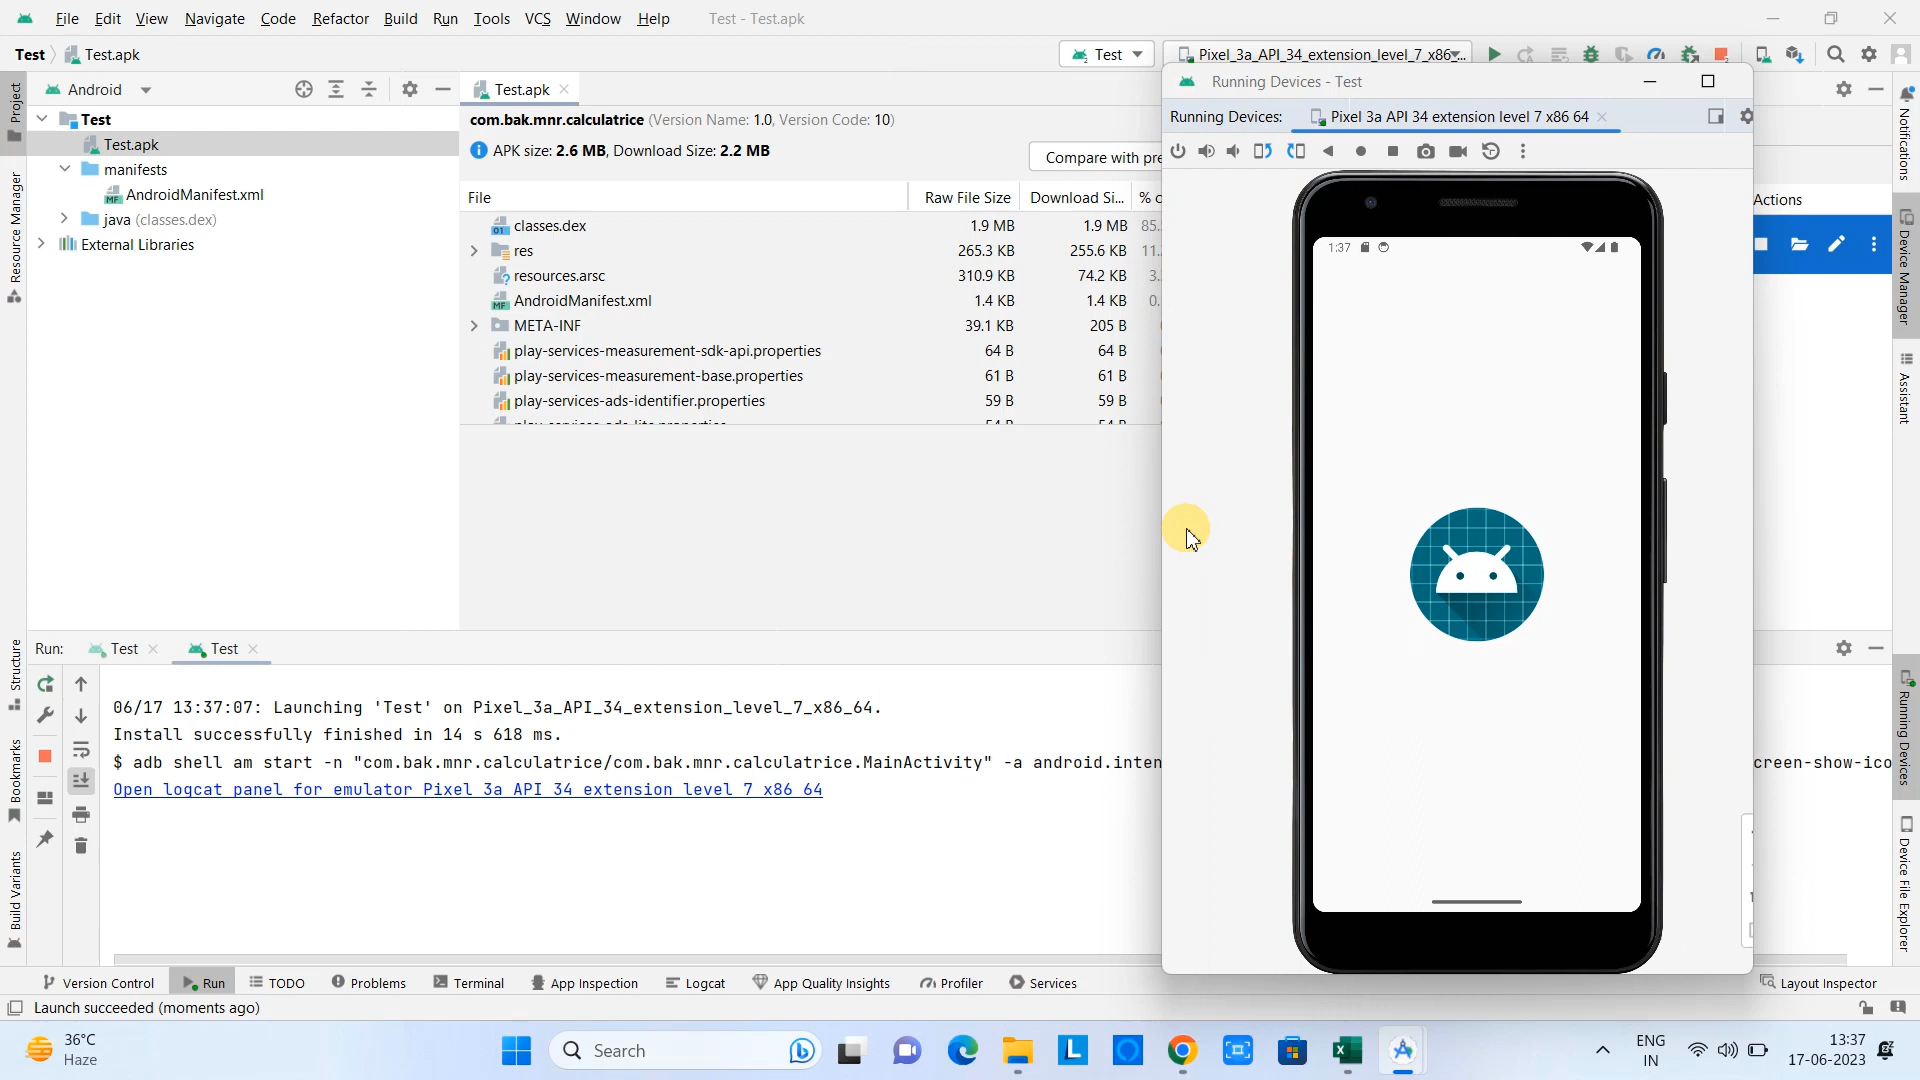 File Edit View Navigate Code Refactor Build Run Tools VCS Window Help Test - Test.apk
Test Test.apk
Test
Pixel_3a_API_34_extension_level_7_x86...
Project
Resource Manager
Structure
Bookmarks
Build Variants
Android
Test
Test.apk
manifests
AndroidManifest.xml
java (classes.dex)
External Libraries
Test.apk
com.bak.mnr.calculatrice (Version Name: 1.0, Version Code: 10)
APK size: 2.6 MB, Download Size: 2.2 MB
Compare with pre
File Raw File Size Download Si...
classes.dex 1.9 MB 1.9 MB 85.
res 265.3 KB 255.6 KB 11.
resources.arsc 310.9 KB 74.2 KB 3.
AndroidManifest.xml 1.4 KB 1.4 KB 0.
META-INF 39.1 KB 205 B
play-services-measurement-sdk-api.properties 64 B 64 B
play-services-measurement-base.properties 61 B 61 B
play-services-ads-identifier.properties 59 B 59 B
Running Devices - Test
Running Devices: Pixel 3a API 34 extension level 7 x86 64
1:37
Actions
Notifications
Device Manager
Assistant
Running Devices
Device File Explorer
Run: Test Test
06/17 13:37:07: Launching 'Test' on Pixel_3a_API_34_extension_level_7_x86_64.
Install successfully finished in 14 s 618 ms.
$ adb shell am start -n "com.bak.mnr.calculatrice/com.bak.mnr.calculatrice.MainActivity" -a android.inten creen-show-ico
Open logcat panel for emulator Pixel 3a API 34 extension level 7 x86 64
Version Control Run TODO Problems Terminal App Inspection Logcat App Quality Insights Profiler Services Layout Inspector
Launch succeeded (moments ago)
36°C
Haze
Search
ENG
IN
13:37
17-06-2023